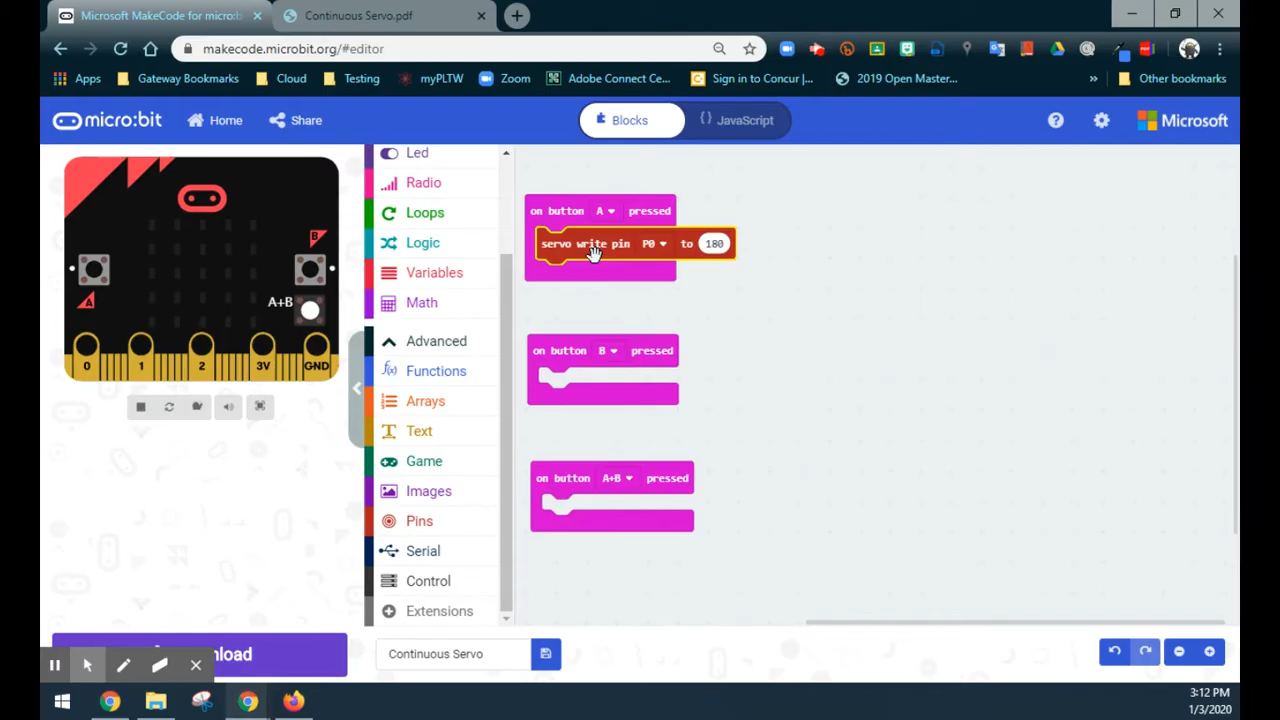 Microsoft MakeCode for micro:b
Continuous Servo.pdf
makecode.microbit.org/#editor
Apps
Gateway Bookmarks
Cloud
Testing
myPLTW
Zoom
Adobe Connect Ce...
Sign in to Concur |...
2019 Open Master...
»
Other bookmarks
micro:bit
Home
Share
Blocks
{ } JavaScript
Microsoft
Led
Radio
Loops
Logic
Variables
Math
Advanced
Functions
Arrays
Text
Game
Images
Pins
Serial
Control
Extensions
A
B
A+B
0
1
2
3V
GND
on button A pressed
servo write pin P0 to 180
on button B pressed
on button A+B pressed
Continuous Servo
3:12 PM
1/3/2020